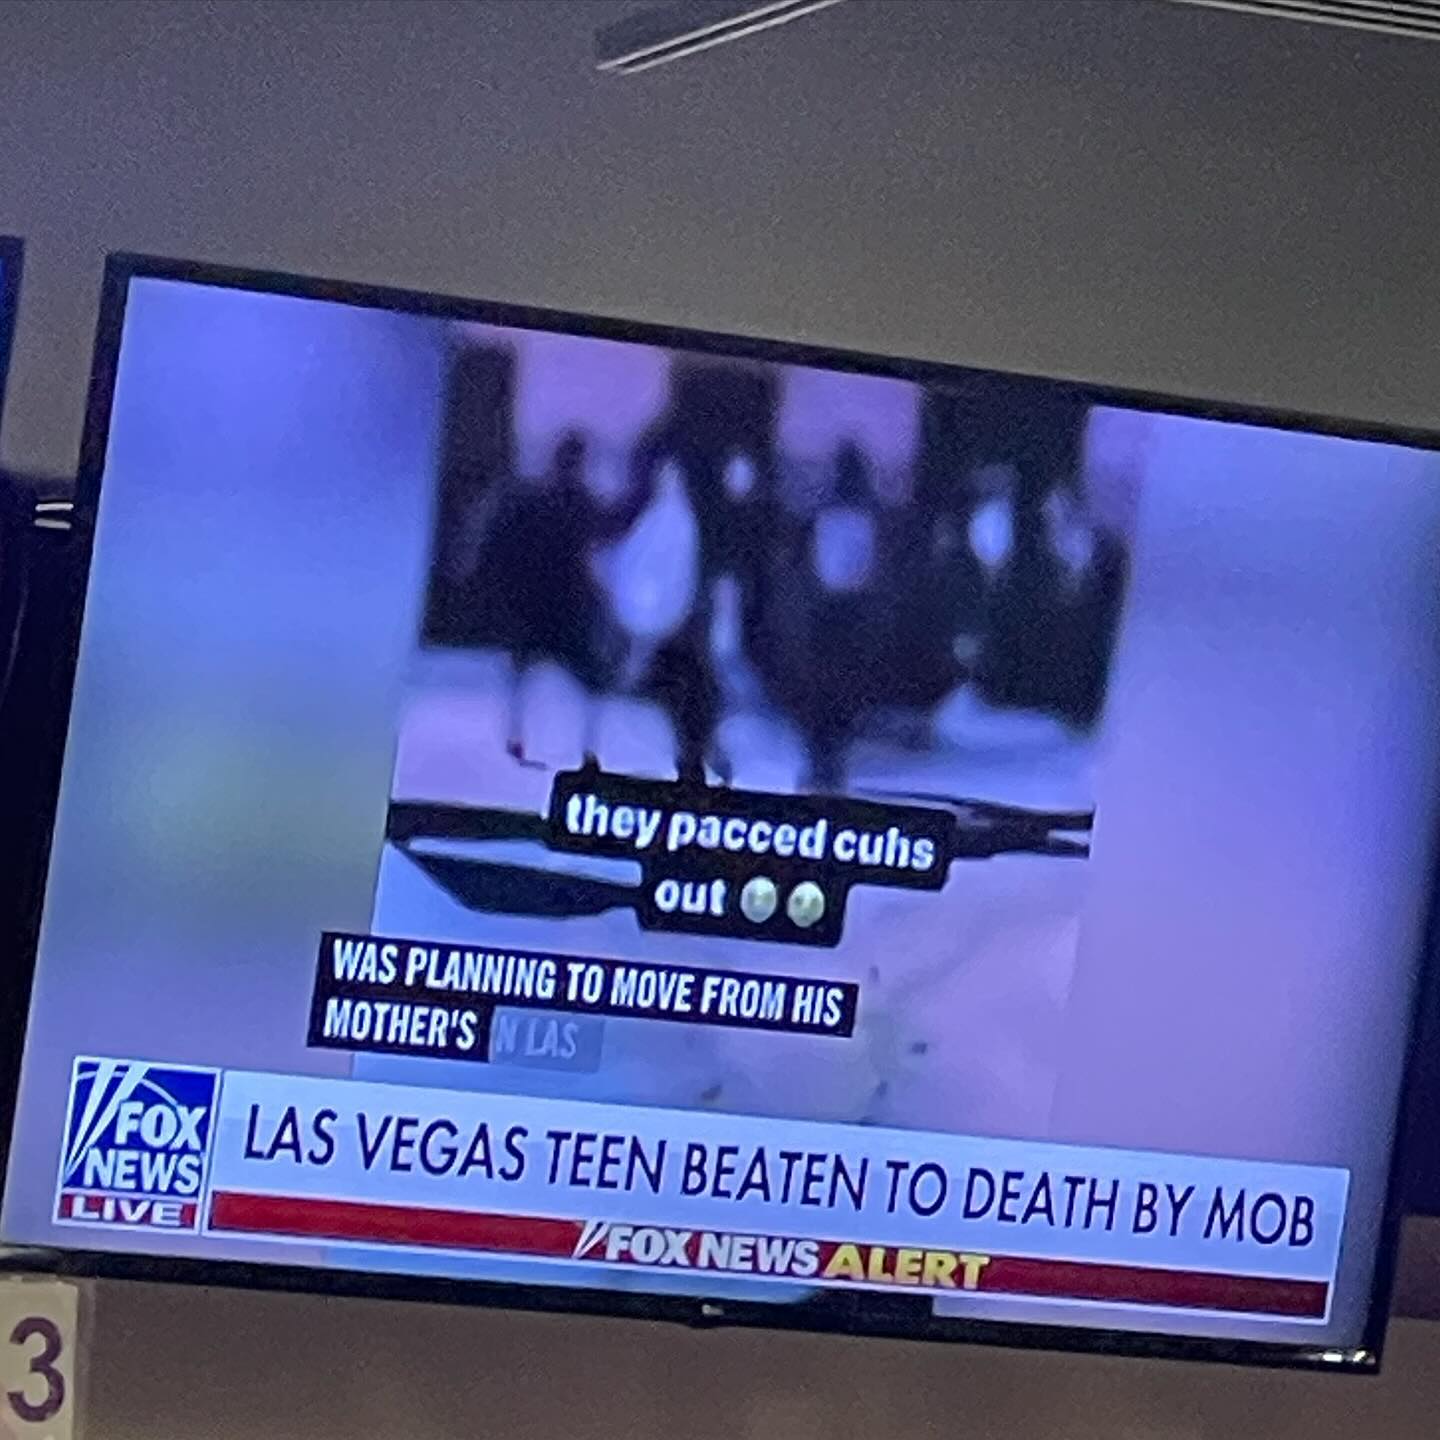 they pacced cuhs
out
WAS PLANNING TO MOVE FROM HIS
MOTHER'S N LAS
FOX
NEWS
LIVE
LAS VEGAS TEEN BEATEN TO DEATH BY MOB
FOX NEWS ALERT
3